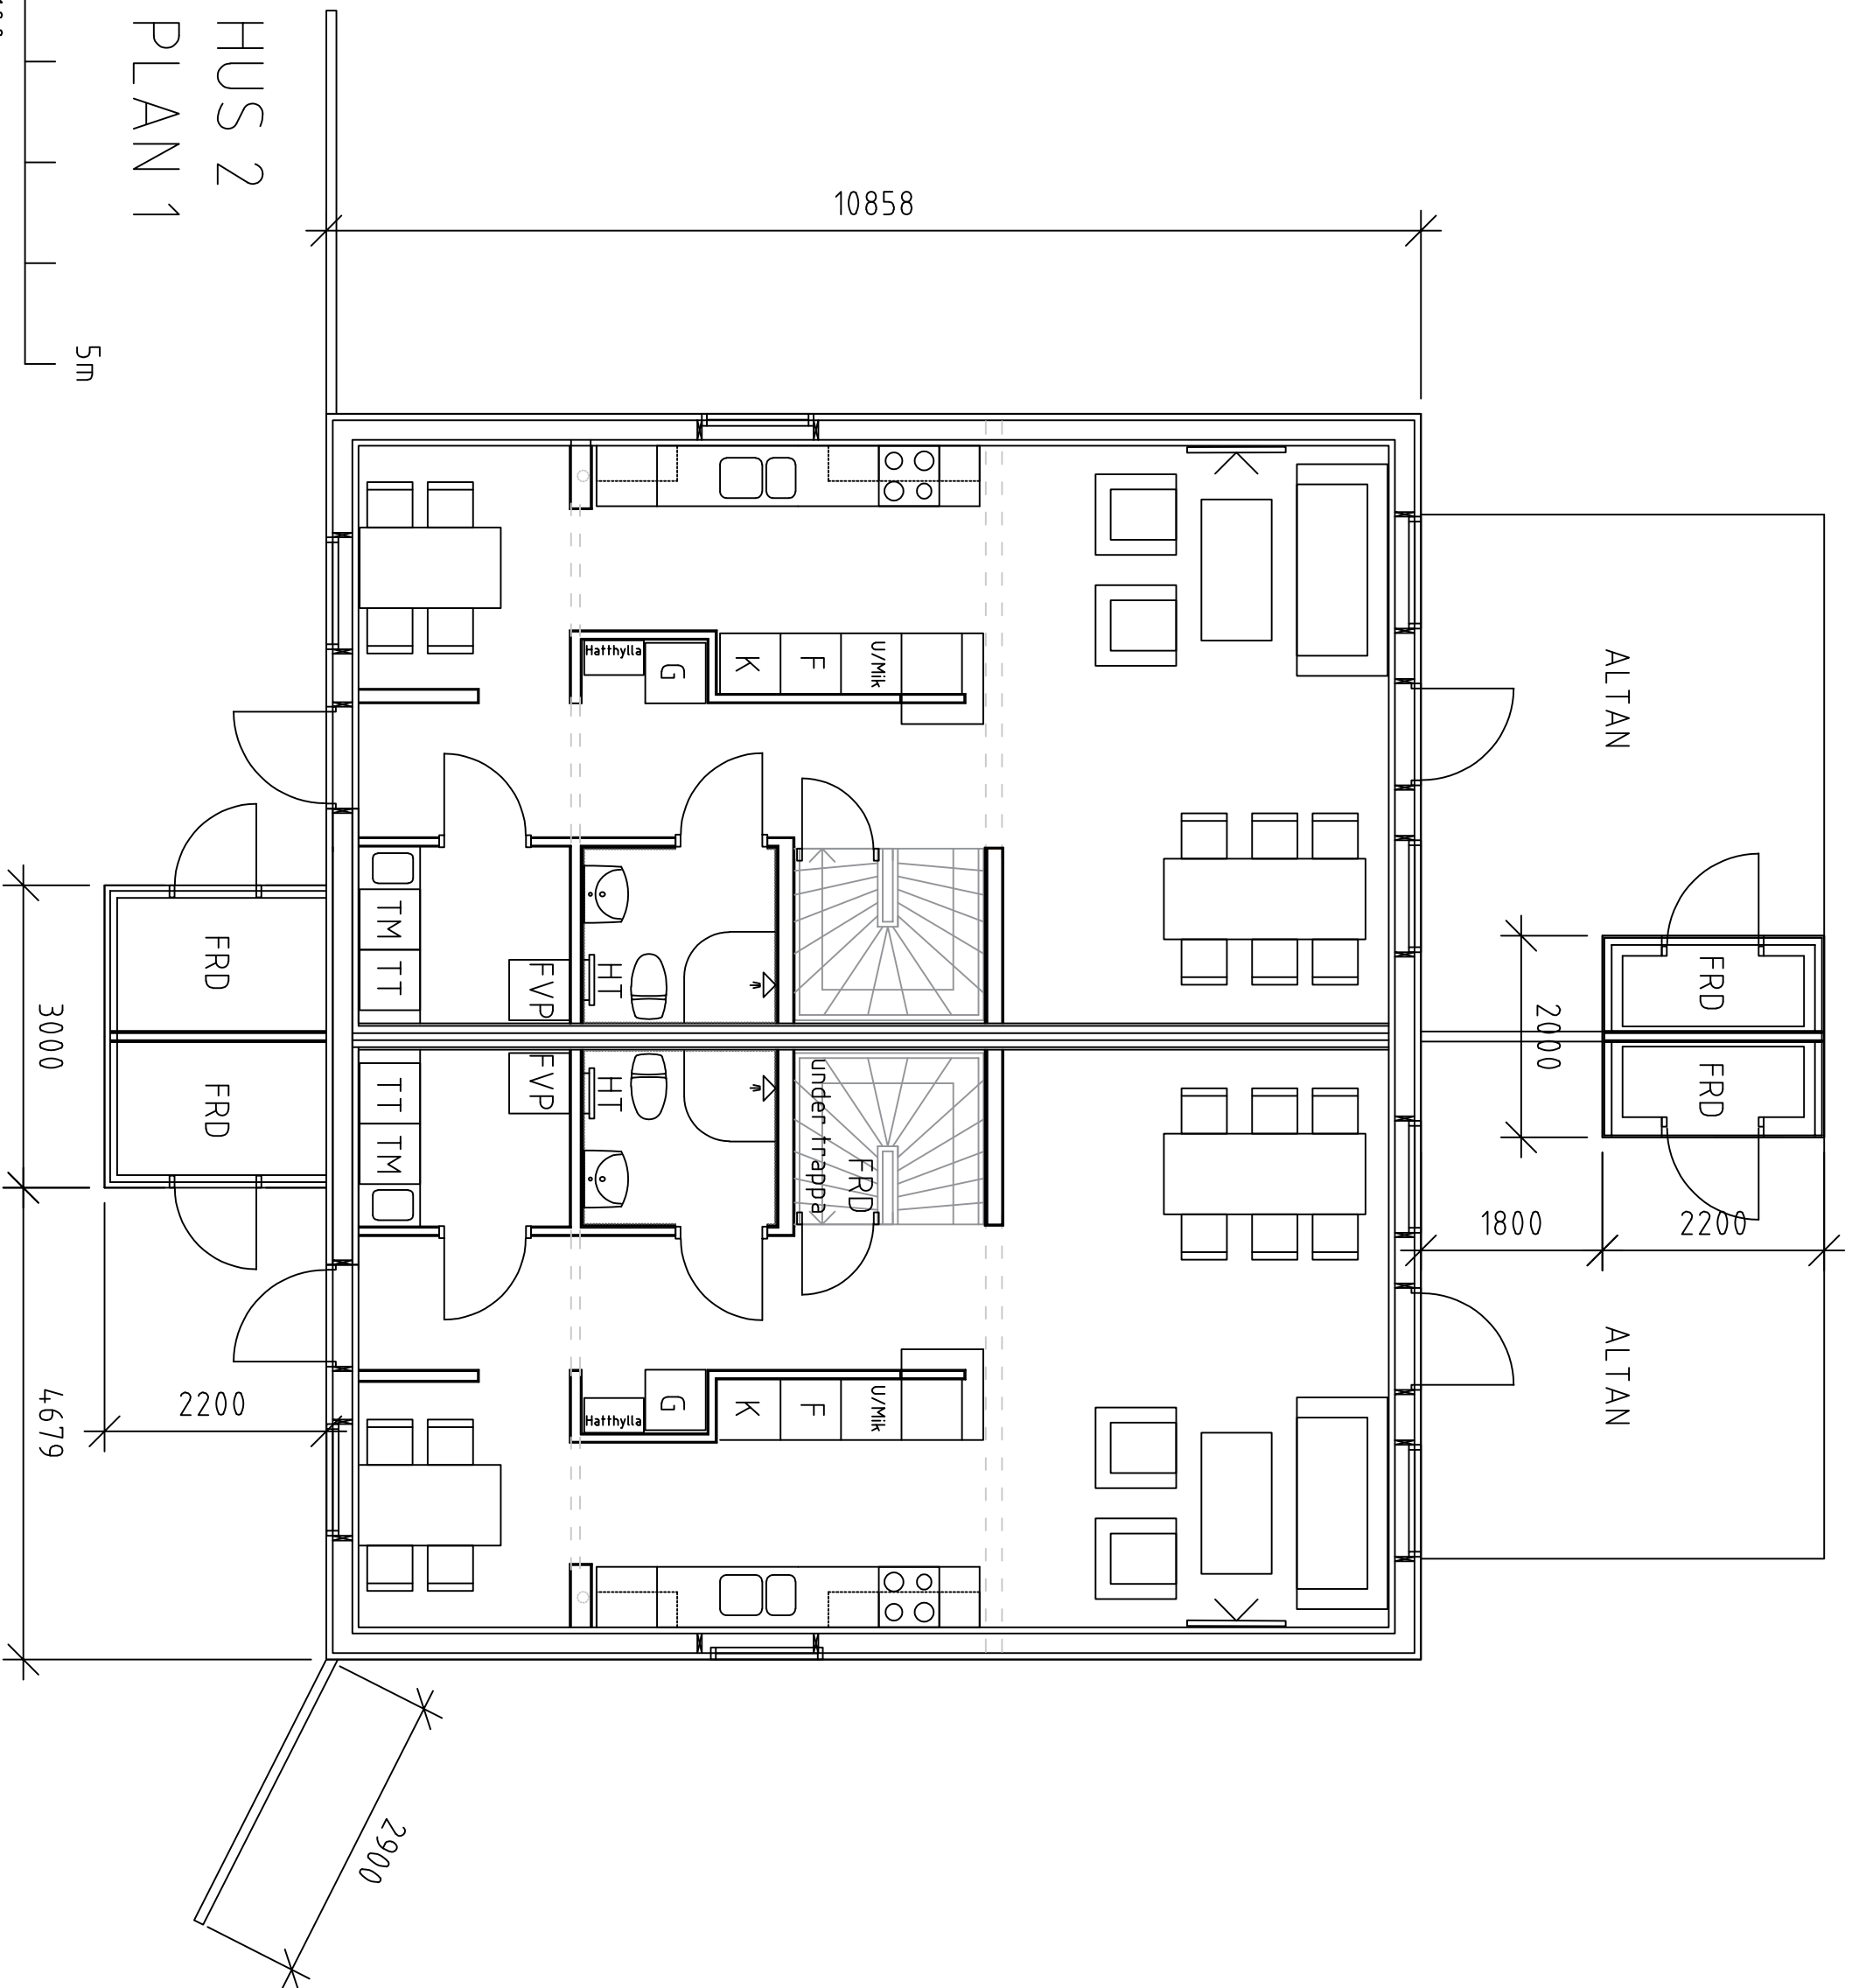 HUS 2
PLAN 1
5m
10858
ALTAN
Hatthylla
G
K
F
U/Mik
TM
TT
FVP
HT
FRD
FRD
3000
FRD
FRD
2000
1800
2200
TT
TM
FVP
HT
FRD
under trappa
ALTAN
Hatthylla
G
K
F
U/Mik
2200
4679
2900